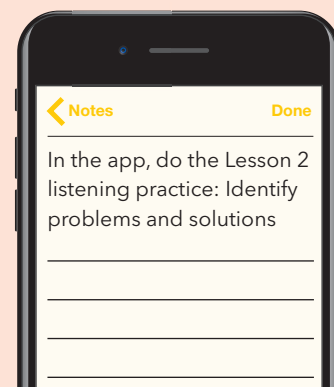 Notes Done
In the app, do the Lesson 2
listening practice: Identify
problems and solutions